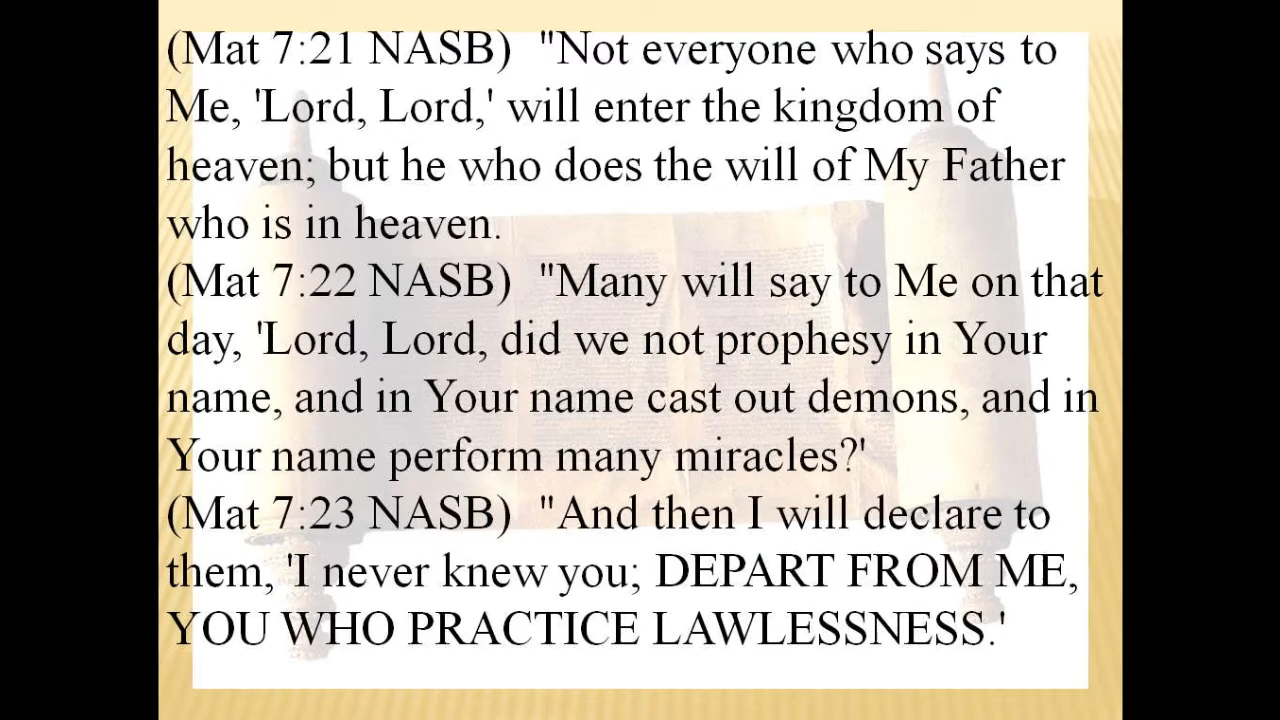 (Mat 7:21 NASB)  "Not everyone who says to
Me, 'Lord, Lord,' will enter the kingdom of
heaven; but he who does the will of My Father
who is in heaven.
(Mat 7:22 NASB)  "Many will say to Me on that
day, 'Lord, Lord, did we not prophesy in Your
name, and in Your name cast out demons, and in
Your name perform many miracles?'
(Mat 7:23 NASB)  "And then I will declare to
them, 'I never knew you; DEPART FROM ME,
YOU WHO PRACTICE LAWLESSNESS.'